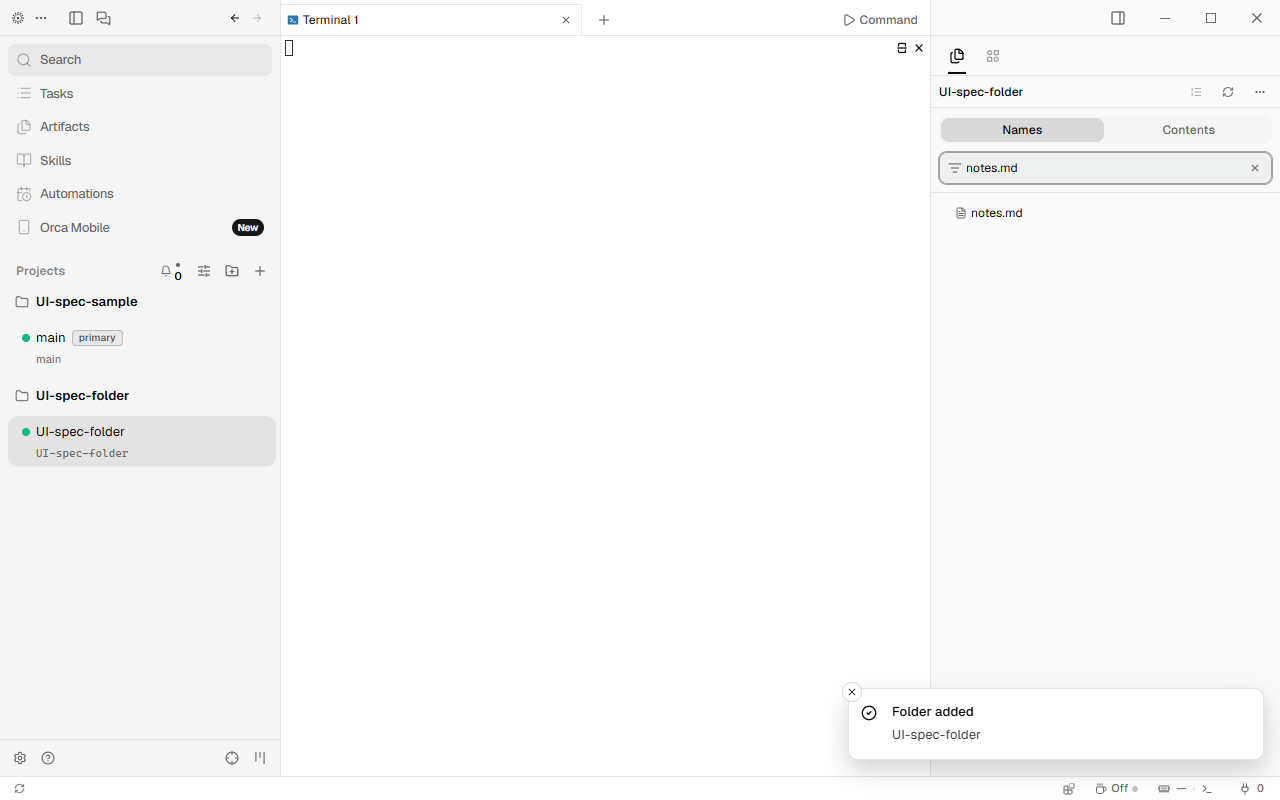 Terminal 1
Command
Search
Tasks
Artifacts
Skills
Automations
Orca Mobile
New
Projects
0
UI-spec-sample
main primary
main
UI-spec-folder
UI-spec-folder
UI-spec-folder
UI-spec-folder
Names
Contents
notes.md
notes.md
Folder added
UI-spec-folder
Off
0